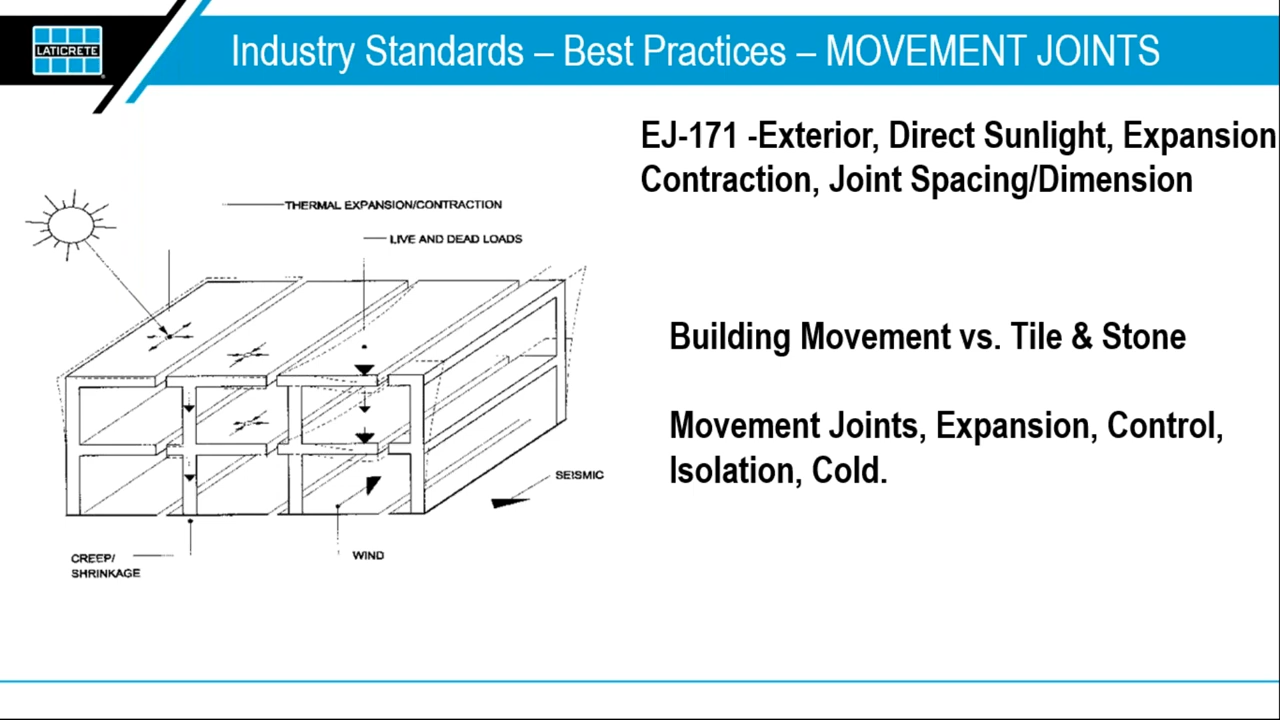 LATICRETE
Industry Standards – Best Practices – MOVEMENT JOINTS
EJ-171 -Exterior, Direct Sunlight, Expansion
Contraction, Joint Spacing/Dimension
THERMAL EXPANSION/CONTRACTION
LIVE AND DEAD LOADS
Building Movement vs. Tile & Stone
Movement Joints, Expansion, Control,
Isolation, Cold.
SEISMIC
WIND
CREEP/
SHRINKAGE